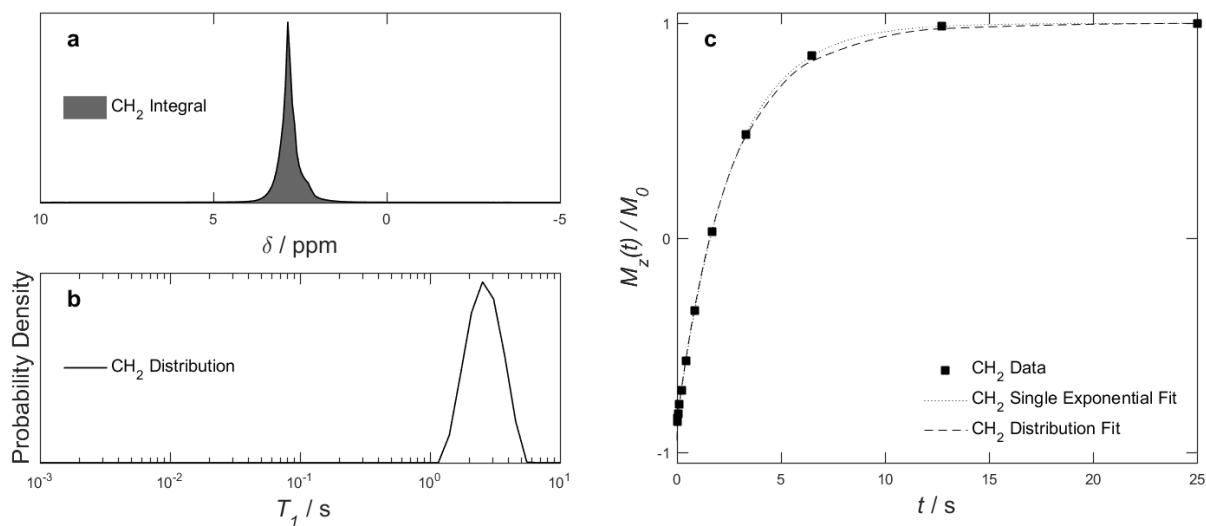 a
CH₂ Integral
10 5 0 -5
δ / ppm
b
CH₂ Distribution
Probability Density
10⁻³ 10⁻² 10⁻¹ 10⁰ 10¹
T₁ / s
c
1
0
-1
M_z(t) / M₀
CH₂ Data
CH₂ Single Exponential Fit
CH₂ Distribution Fit
0 5 10 15 20 25
t / s